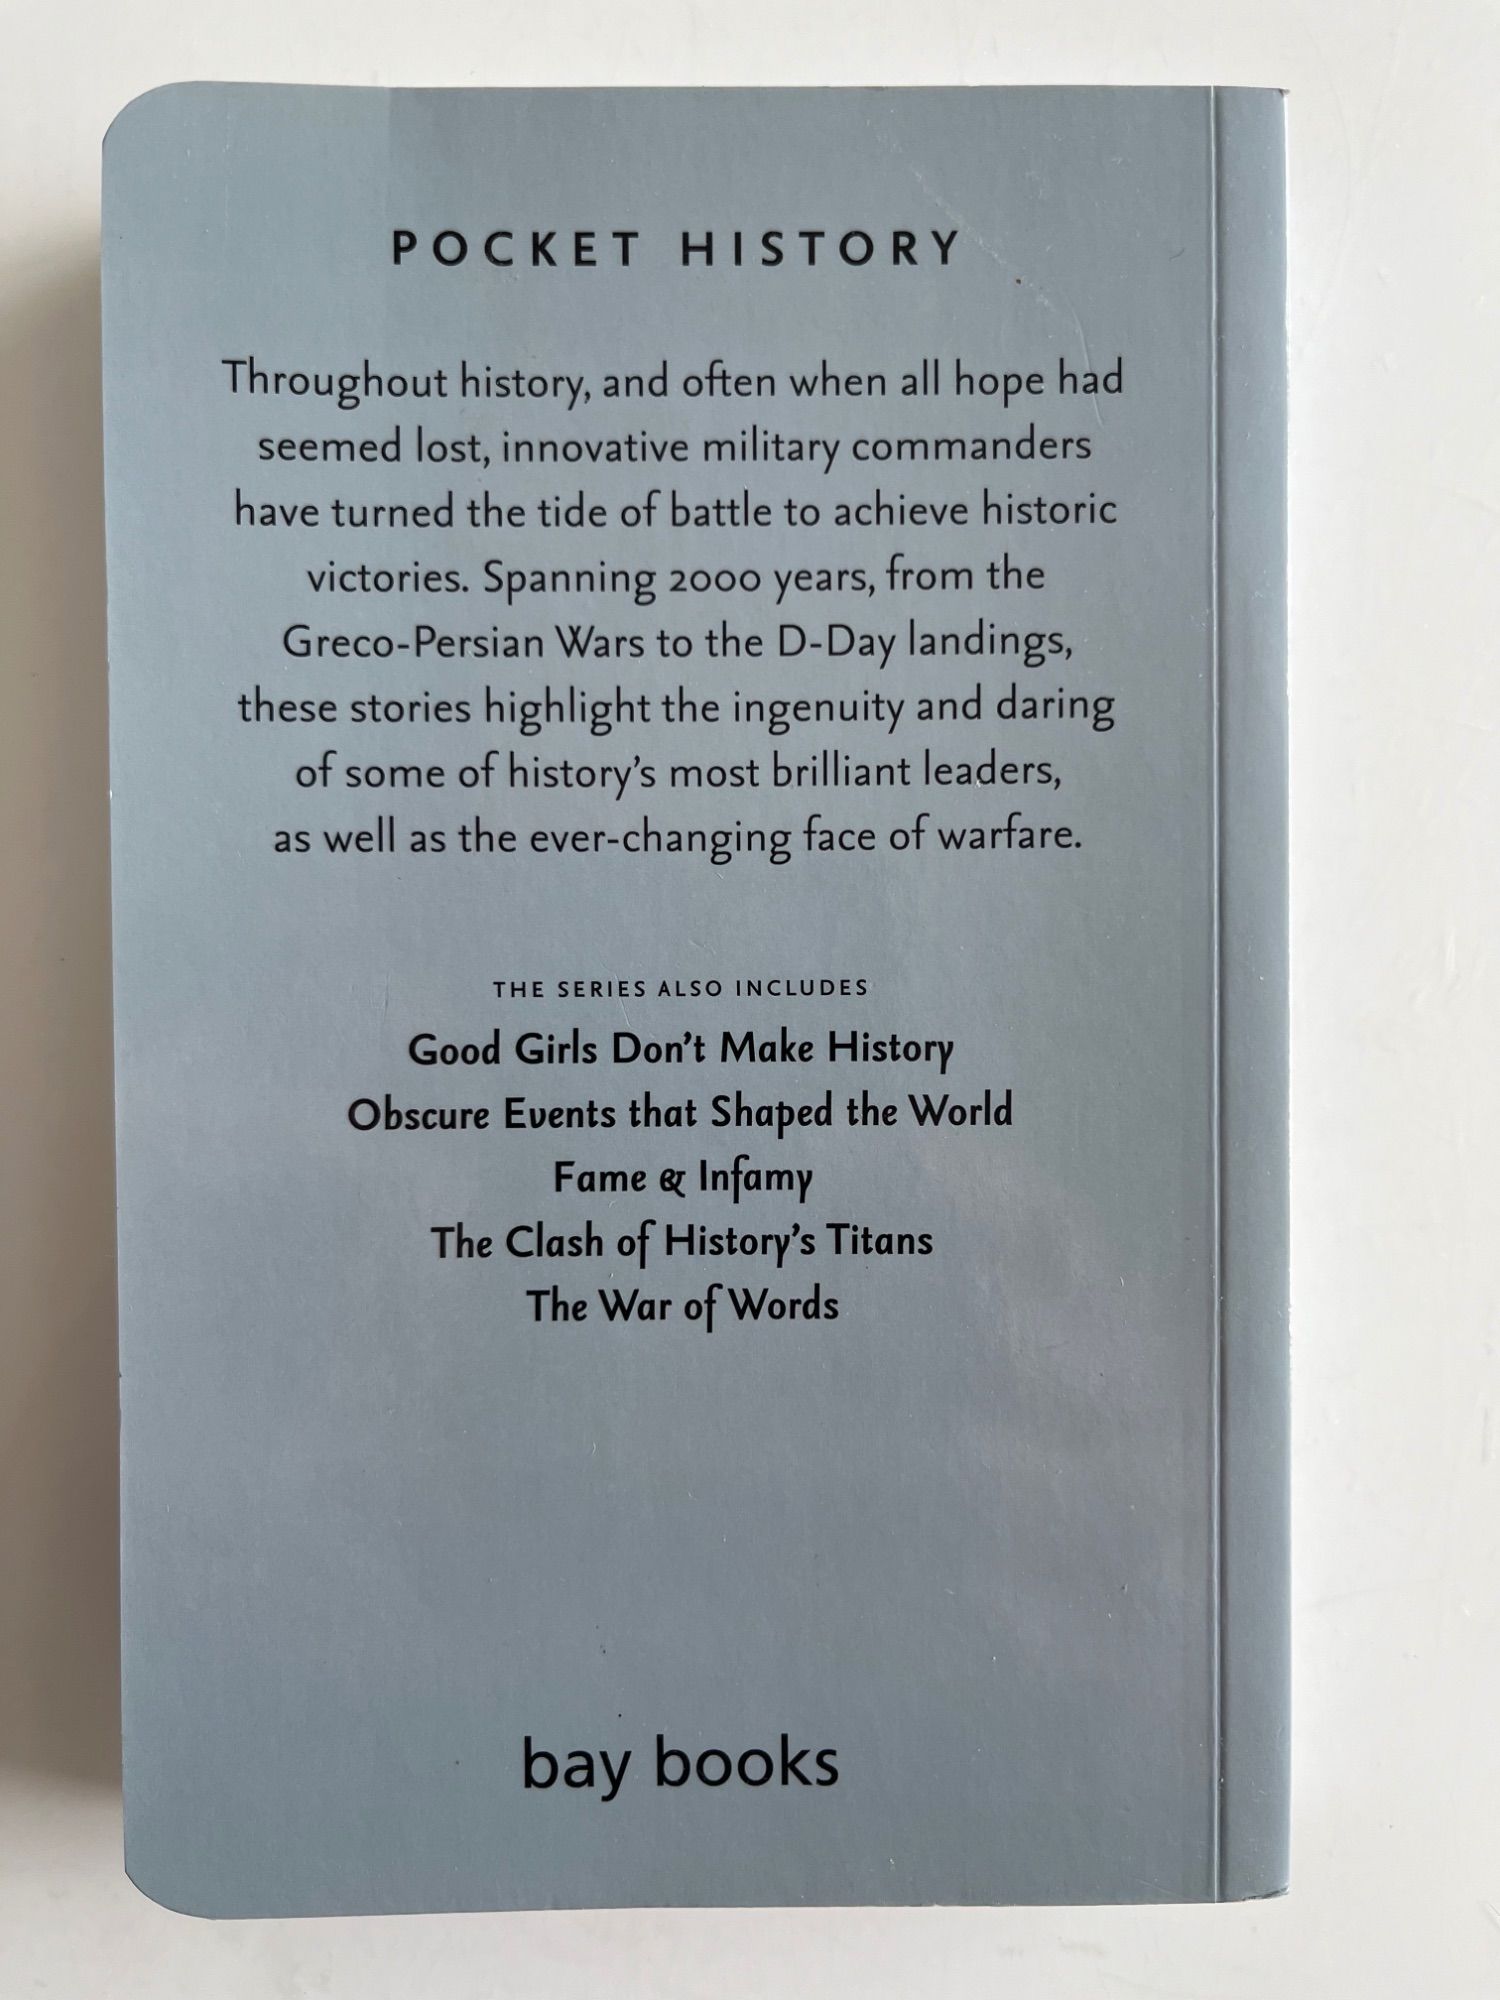 POCKET HISTORY
Throughout history, and often when all hope had
seemed lost, innovative military commanders
have turned the tide of battle to achieve historic
victories. Spanning 2000 years, from the
Greco-Persian Wars to the D-Day landings,
these stories highlight the ingenuity and daring
of some of history's most brilliant leaders,
as well as the ever-changing face of warfare.
THE SERIES ALSO INCLUDES
Good Girls Don't Make History
Obscure Events that Shaped the World
Fame & Infamy
The Clash of History's Titans
The War of Words
bay books